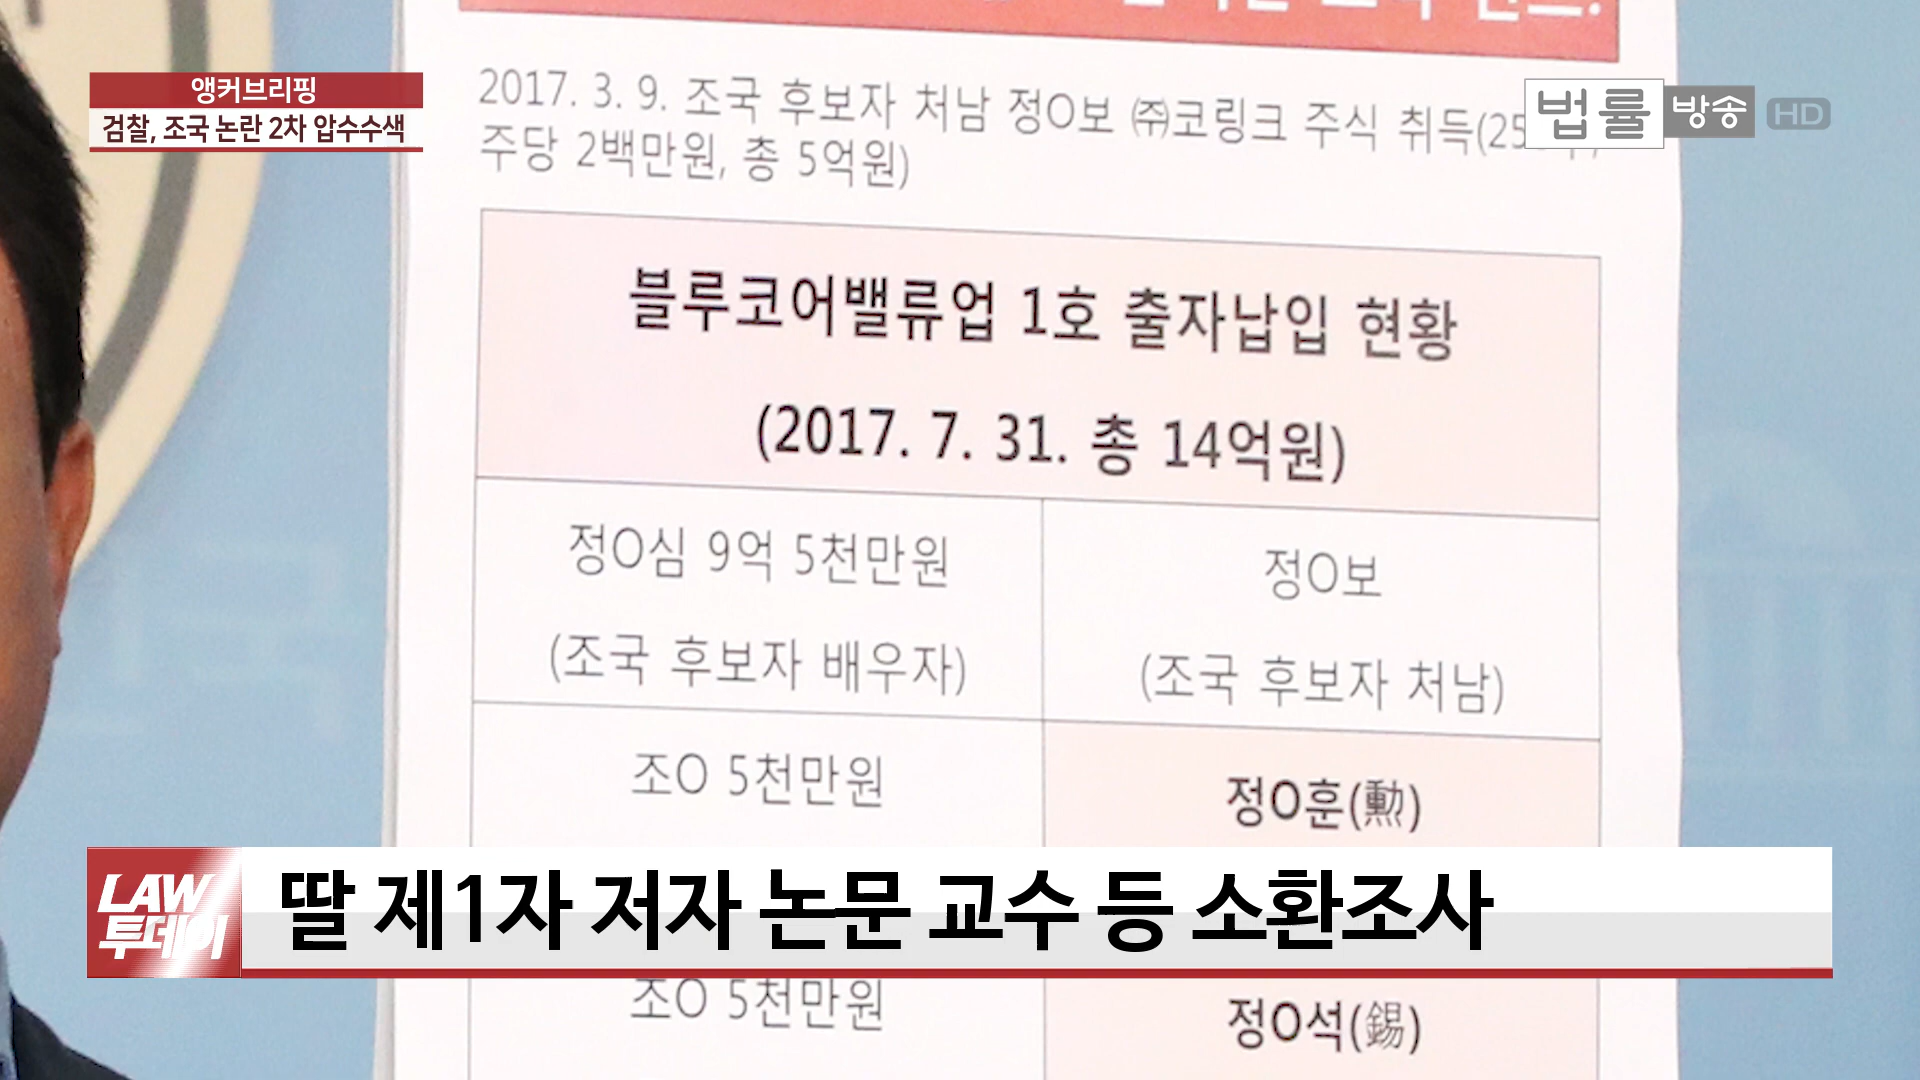 앵커브리핑
검찰, 조국 논란 2차 압수수색
법률방송 HD
2017. 3. 9. 조국 후보자 처남 정O보 ㈜코링크 주식 취득(25
주당 2백만원, 총 5억원)
블루코어밸류업 1호 출자납입 현황
(2017. 7. 31. 총 14억원)
정O심 9억 5천만원
(조국 후보자 배우자)
정O보
(조국 후보자 처남)
조O 5천만원
정O훈(勳)
LAW
투데이
딸 제1자 저자 논문 교수 등 소환조사
조O 5천만원
정O석(錫)